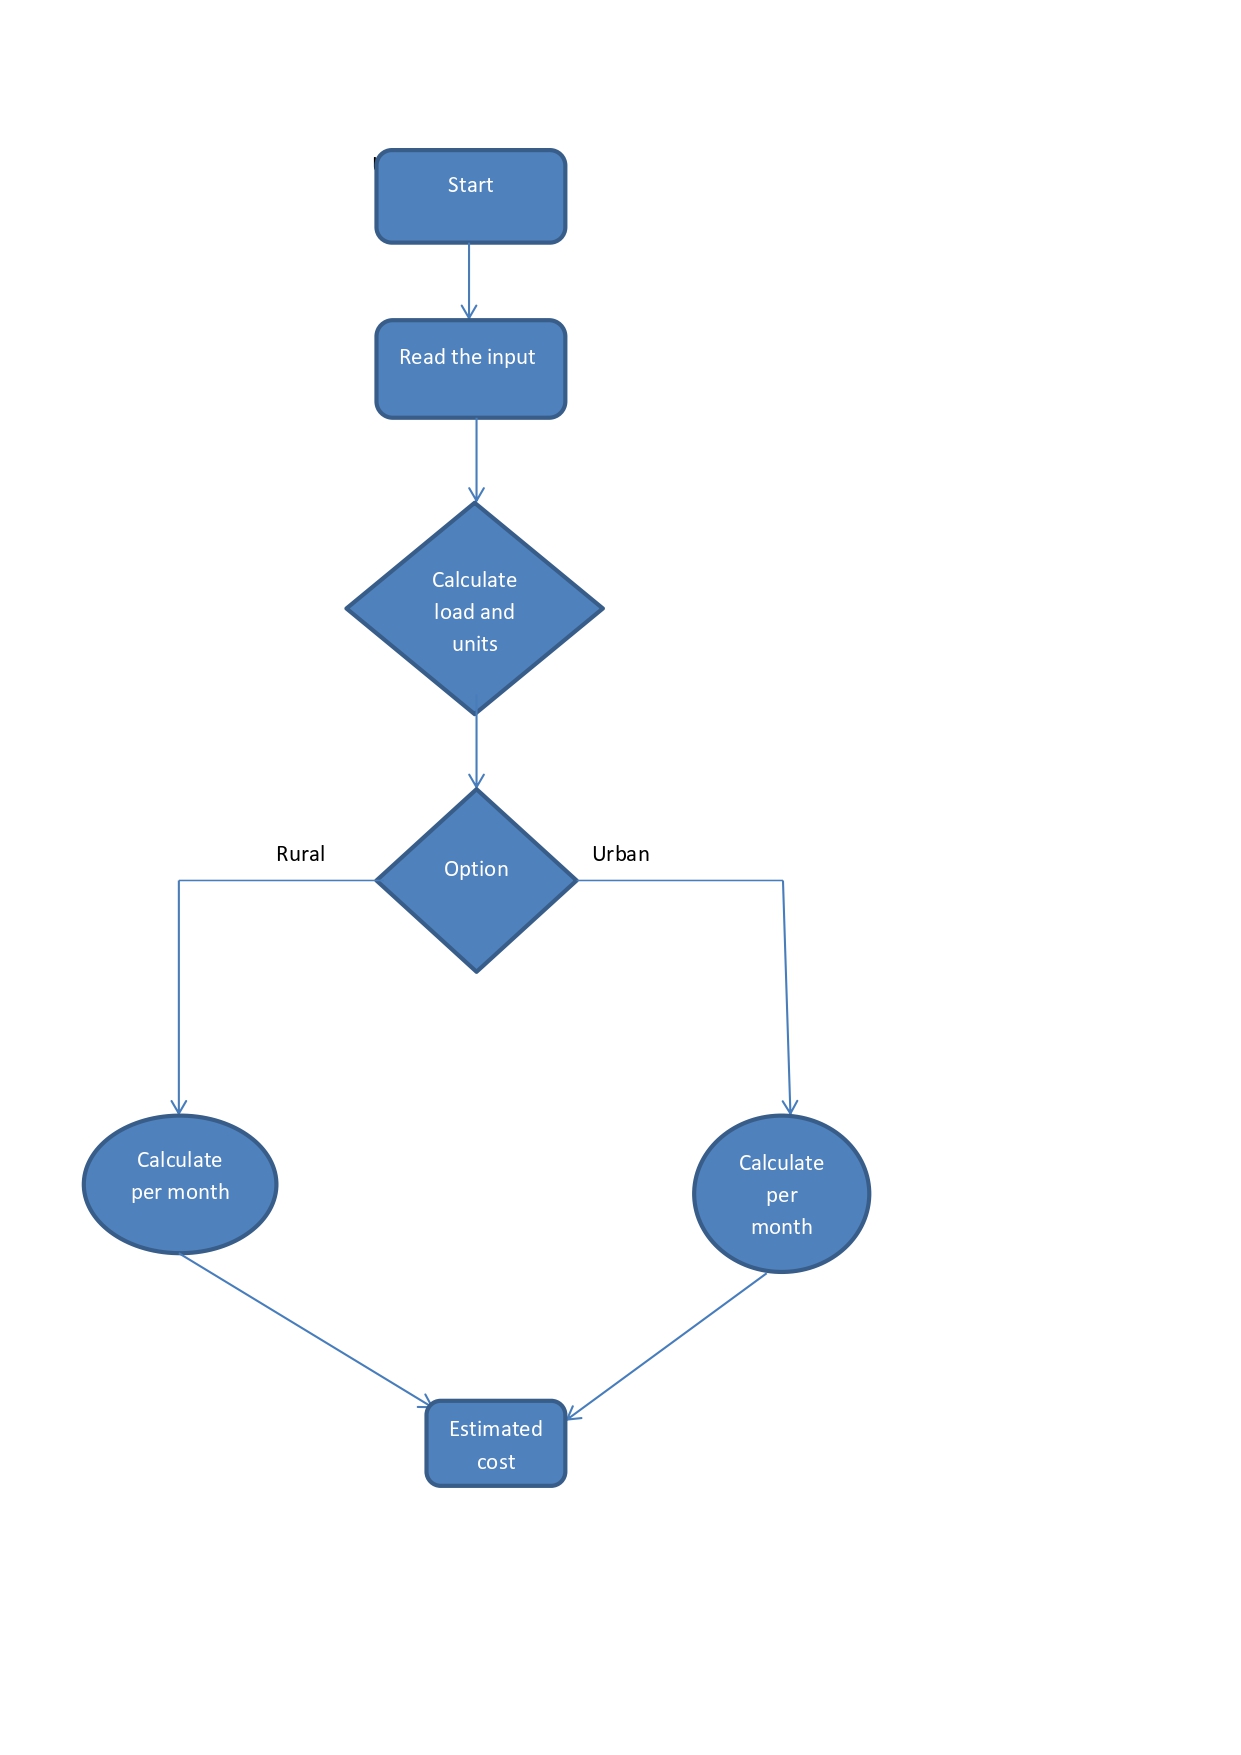 Start
Read the input
Calculate
load and
units
Rural
Urban
Option
Calculate
per month
Calculate
per
month
Estimated
cost